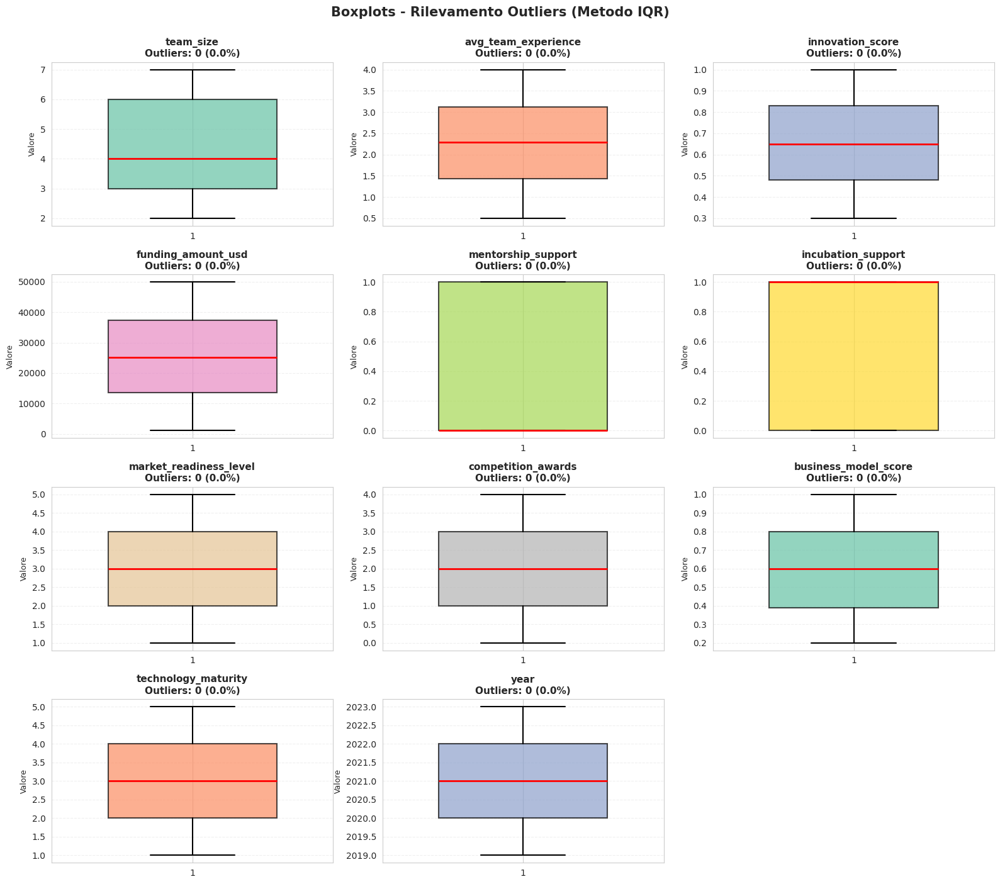 Boxplots - Rilevamento Outliers (Metodo IQR)
team_size
Outliers: 0 (0.0%)
7
6
5
4
3
2
Valore
1
avg_team_experience
Outliers: 0 (0.0%)
4.0
3.5
3.0
2.5
2.0
1.5
1.0
0.5
Valore
1
innovation_score
Outliers: 0 (0.0%)
1.0
0.9
0.8
0.7
0.6
0.5
0.4
0.3
Valore
1
funding_amount_usd
Outliers: 0 (0.0%)
50000
40000
30000
20000
10000
0
Valore
1
mentorship_support
Outliers: 0 (0.0%)
1.0
0.8
0.6
0.4
0.2
0.0
Valore
1
incubation_support
Outliers: 0 (0.0%)
1.0
0.8
0.6
0.4
0.2
0.0
Valore
1
market_readiness_level
Outliers: 0 (0.0%)
5.0
4.5
4.0
3.5
3.0
2.5
2.0
1.5
1.0
Valore
1
competition_awards
Outliers: 0 (0.0%)
4.0
3.5
3.0
2.5
2.0
1.5
1.0
0.5
0.0
Valore
1
business_model_score
Outliers: 0 (0.0%)
1.0
0.9
0.8
0.7
0.6
0.5
0.4
0.3
0.2
Valore
1
technology_maturity
Outliers: 0 (0.0%)
5.0
4.5
4.0
3.5
3.0
2.5
2.0
1.5
1.0
Valore
1
year
Outliers: 0 (0.0%)
2023.0
2022.5
2022.0
2021.5
2021.0
2020.5
2020.0
2019.5
2019.0
Valore
1